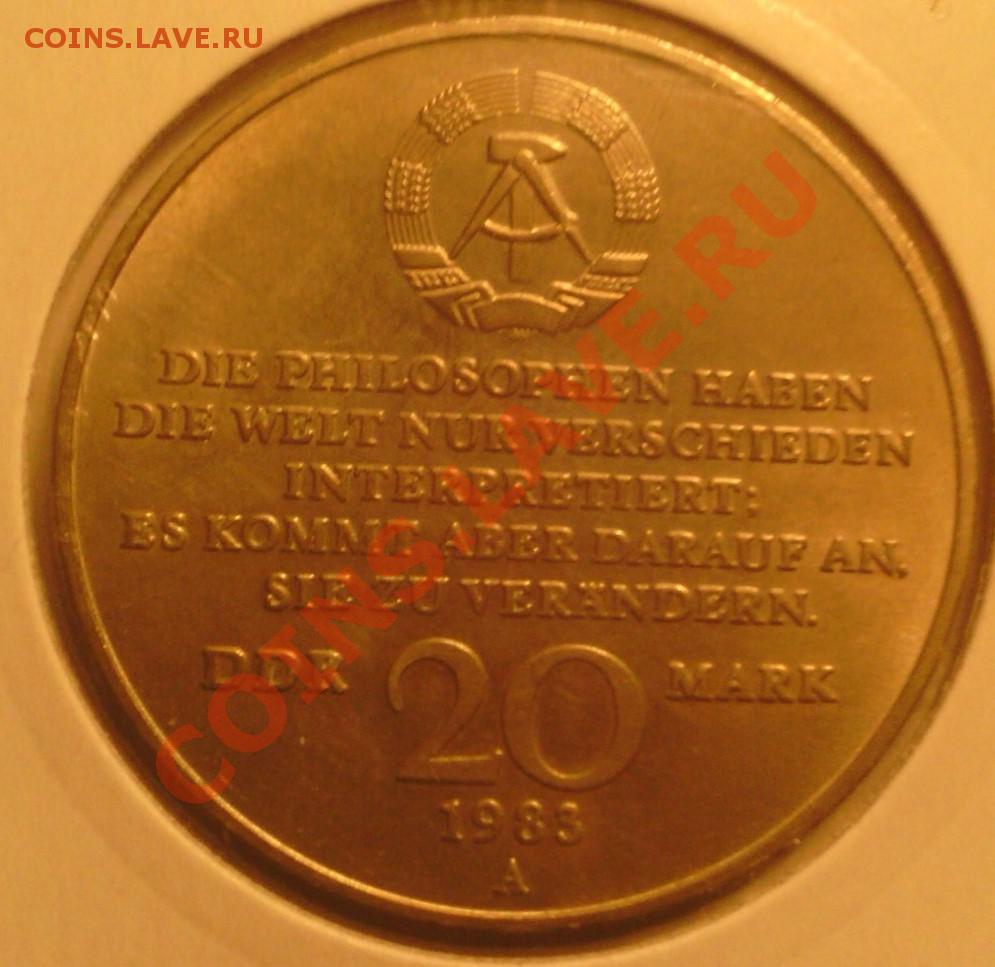 COINS.LAVE.RU
DIE PHILOSOPHEN HABEN
DIE WELT NUR VERSCHIEDEN
INTERPRETIERT:
ES KOMMT ABER DARAUF AN,
SIE ZU VERÄNDERN.
DDR 20 MARK
1983
A
COINS.LAVE.RU